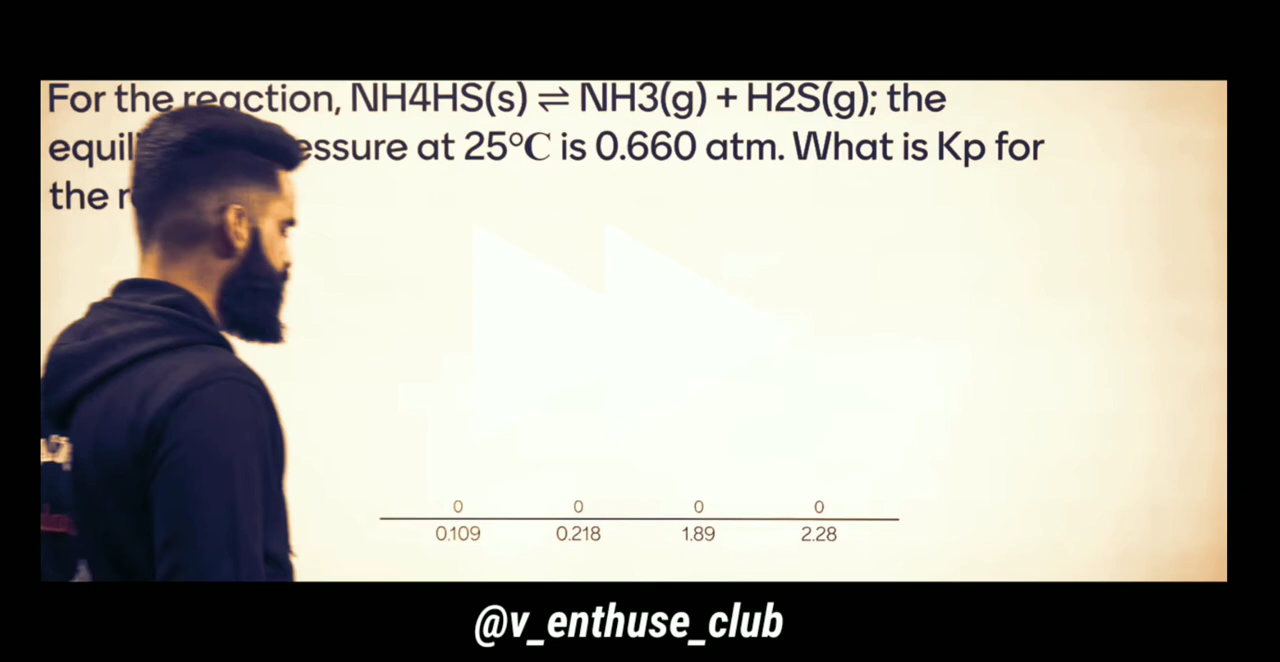 For the reaction, NH4HS(s) ⇌ NH3(g) + H2S(g); the
essure at 25°C is 0.660 atm. What is Kp for
the
0 0 0 0
0.109 0.218 1.89 2.28
@v_enthuse_club